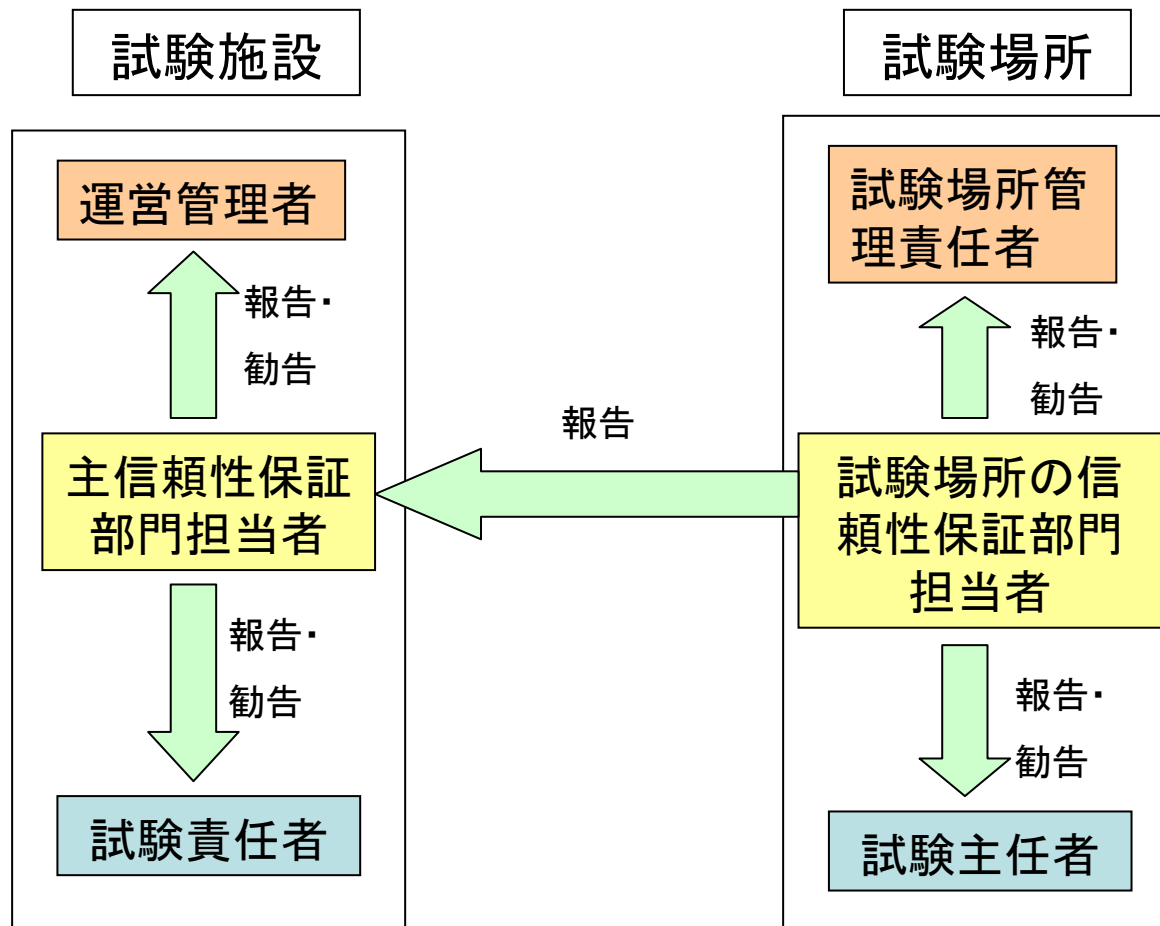 試験施設
試験場所
運営管理者
試験場所管
理責任者
報告・
勧告
報告・
勧告
報告
主信頼性保証
部門担当者
試験場所の信
頼性保証部門
担当者
報告・
勧告
報告・
勧告
試験責任者
試験主任者